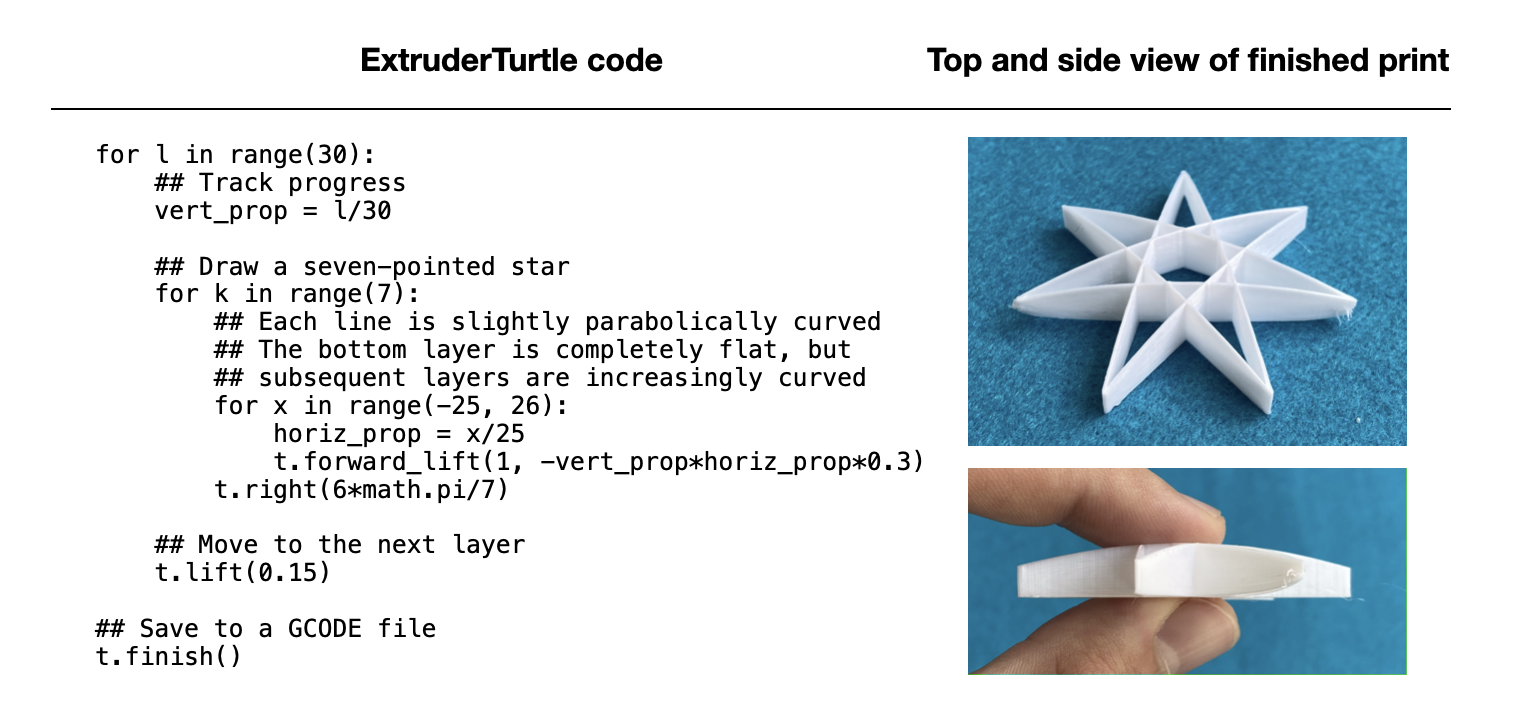 ExtruderTurtle code
Top and side view of finished print
for l in range(30):
    ## Track progress
    vert_prop = l/30
    ## Draw a seven-pointed star
    for k in range(7):
        ## Each line is slightly parabolically curved
        ## The bottom layer is completely flat, but
        ## subsequent layers are increasingly curved
        for x in range(-25, 26):
            horiz_prop = x/25
            t.forward_lift(1, -vert_prop*horiz_prop*0.3)
        t.right(6*math.pi/7)
    ## Move to the next layer
    t.lift(0.15)
## Save to a GCODE file
t.finish()